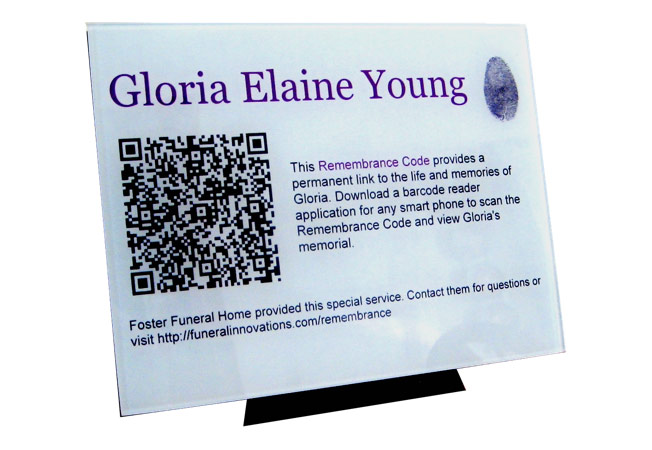 Gloria Elaine Young
This Remembrance Code provides a
permanent link to the life and memories of
Gloria. Download a barcode reader
application for any smart phone to scan the
Remembrance Code and view Gloria's
memorial.
Foster Funeral Home provided this special service. Contact them for questions or
visit http://funeralinnovations.com/remembrance